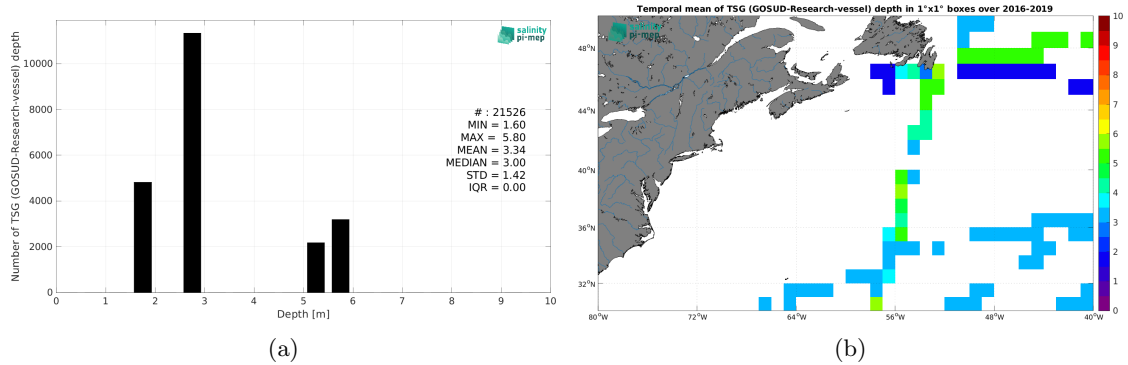 salinity
pi-mep
10000
8000
6000
4000
2000
0
Number of TSG (GOSUD-Research-vessel) depth
# : 21526
MIN = 1.60
MAX = 5.80
MEAN = 3.34
MEDIAN = 3.00
STD = 1.42
IQR = 0.00
0 1 2 3 4 5 6 7 8 9 10
Depth [m]
(a)
Temporal mean of TSG (GOSUD-Research-vessel) depth in 1°x1° boxes over 2016-2019
salinity
pi-mep
48°N
44°N
40°N
36°N
32°N
80°W 72°W 64°W 56°W 48°W 40°W
10
9
8
7
6
5
4
3
2
1
0
(b)